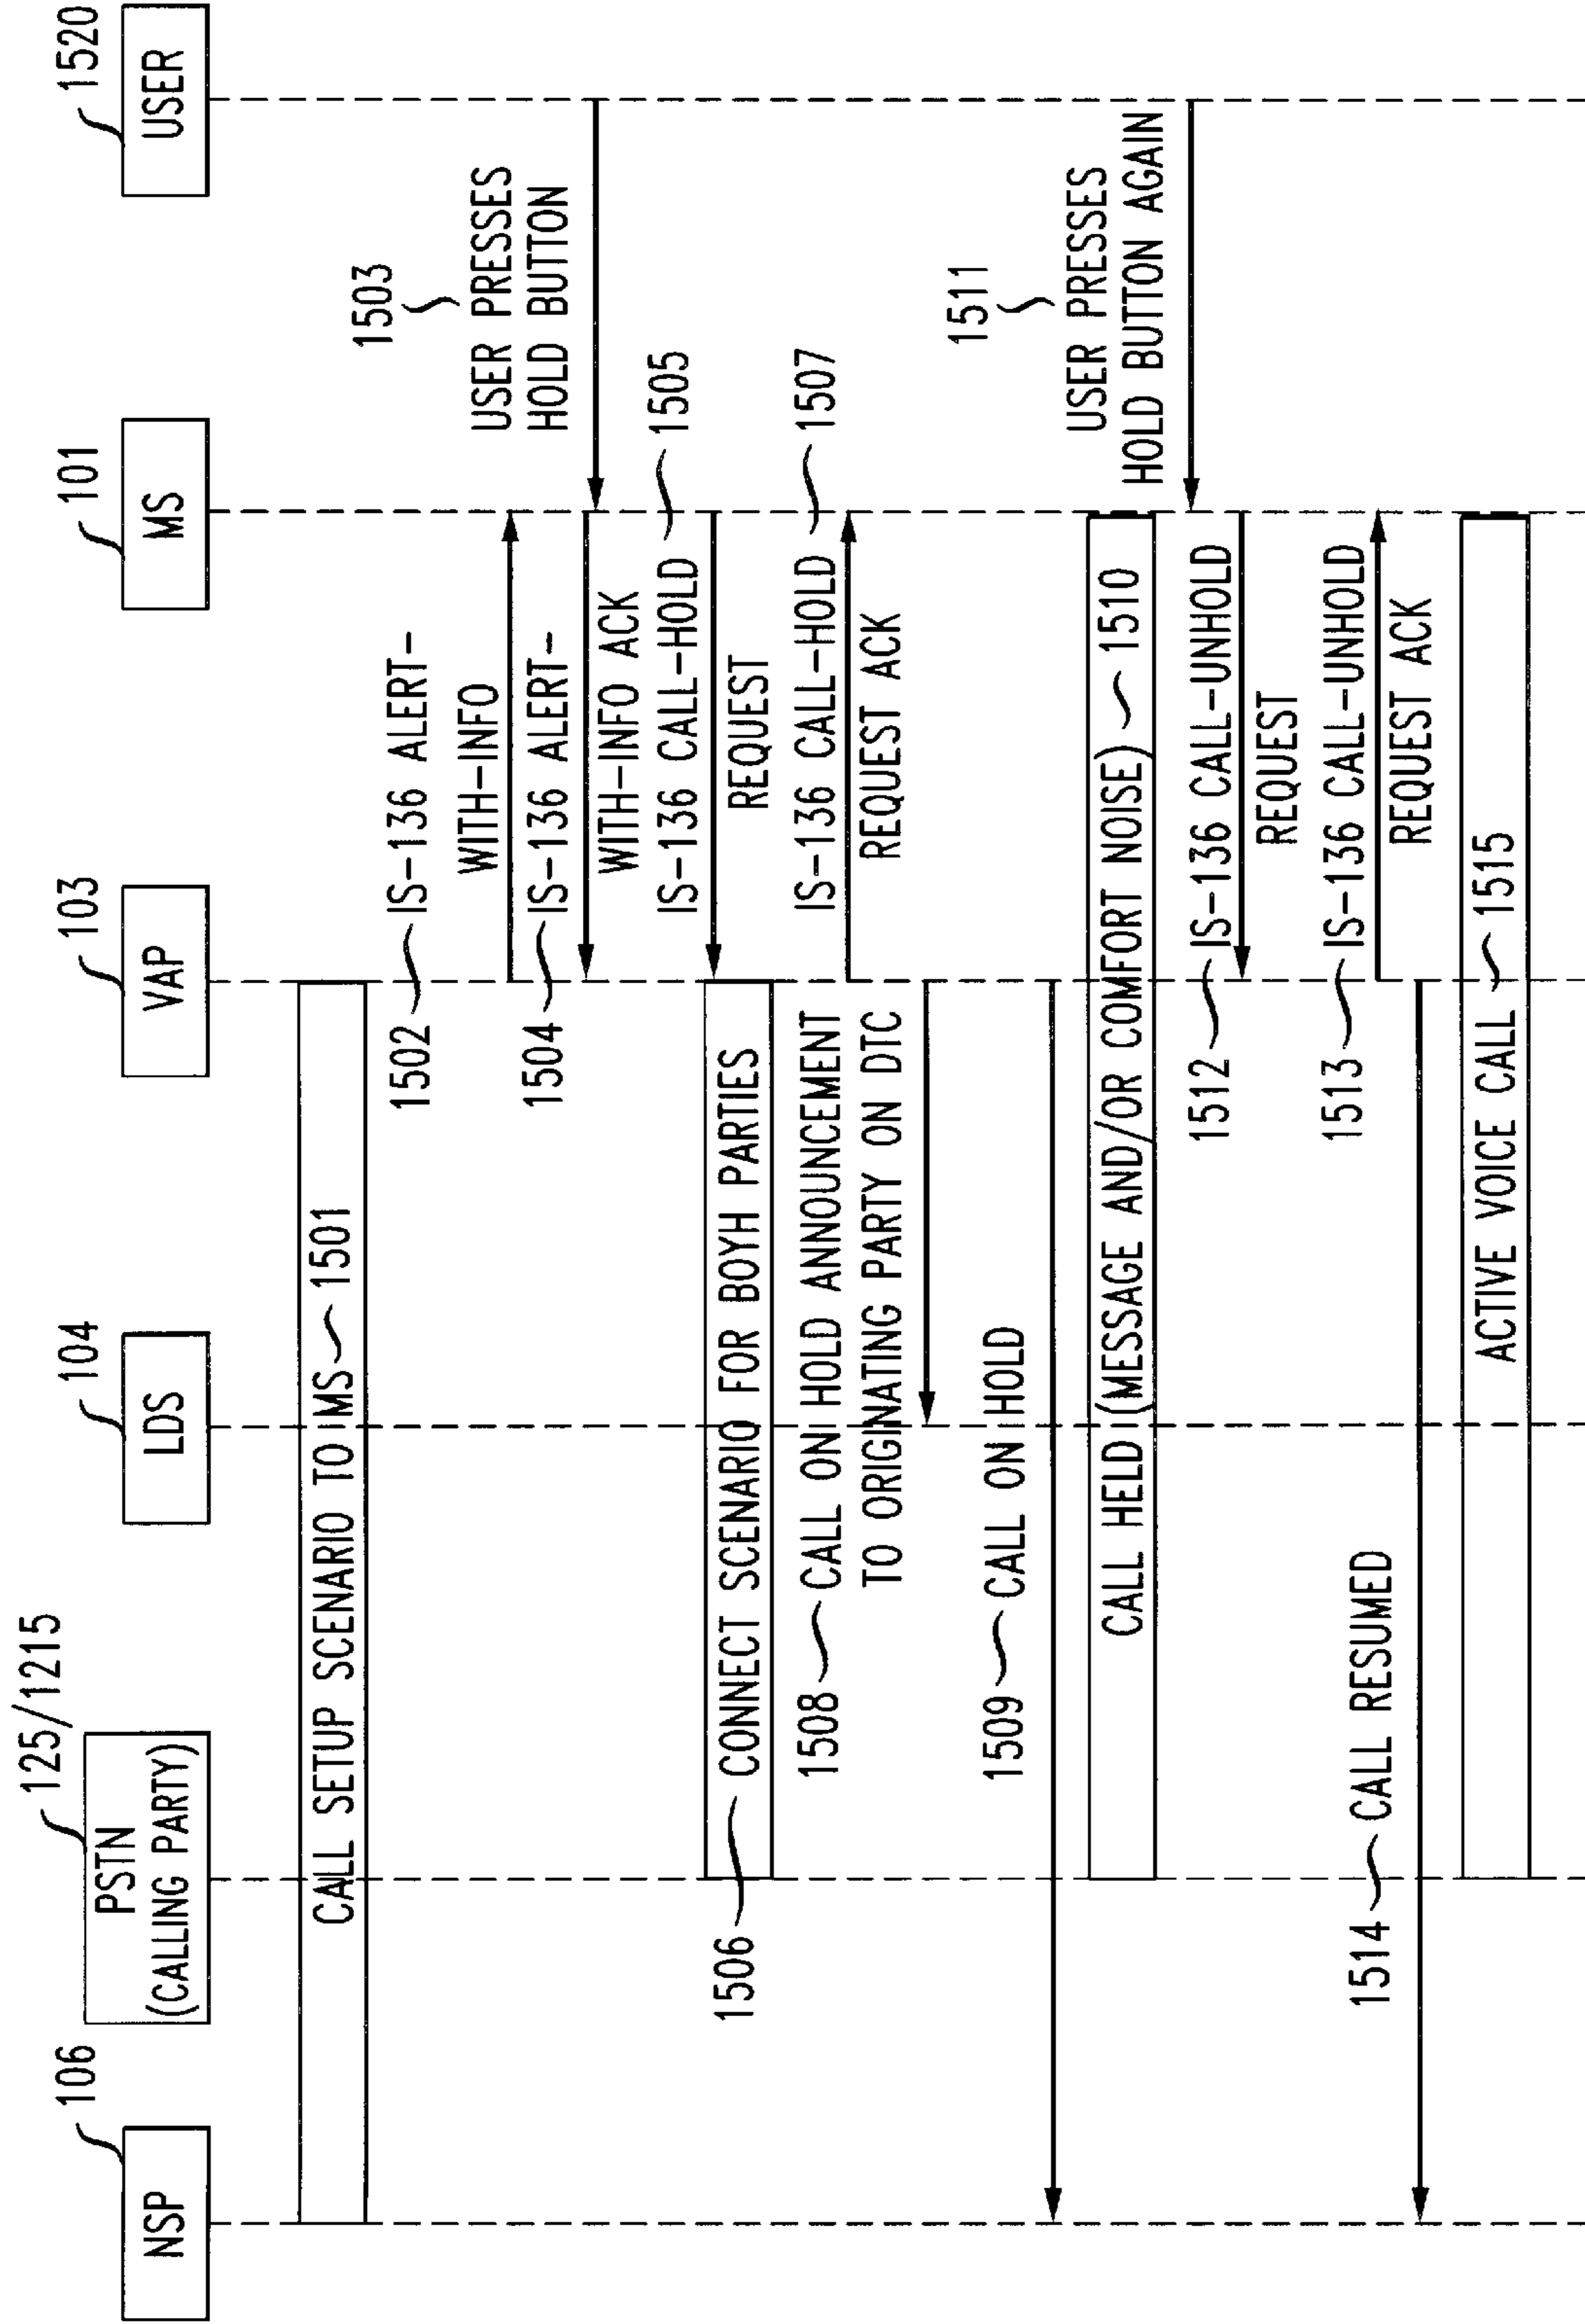 NSP
106
PSTN
(CALLING PARTY)
125/1215
LDS
104
VAP
103
MS
101
USER
1520
CALL SETUP SCENARIO TO MS 1501
1502 IS-136 ALERT-
WITH-INFO
1503
USER PRESSES
HOLD BUTTON
1504 IS-136 ALERT-
WITH-INFO ACK
IS-136 CALL-HOLD 1505
REQUEST
1506 CONNECT SCENARIO FOR BOYH PARTIES
IS-136 CALL-HOLD 1507
REQUEST ACK
1508 CALL ON HOLD ANNOUNCEMENT
TO ORIGINATING PARTY ON DTC
1509 CALL ON HOLD
CALL HELD (MESSAGE AND/OR COMFORT NOISE) 1510
1511
USER PRESSES
HOLD BUTTON AGAIN
1512 IS-136 CALL-UNHOLD
REQUEST
1513 IS-136 CALL-UNHOLD
REQUEST ACK
1514 CALL RESUMED
ACTIVE VOICE CALL 1515